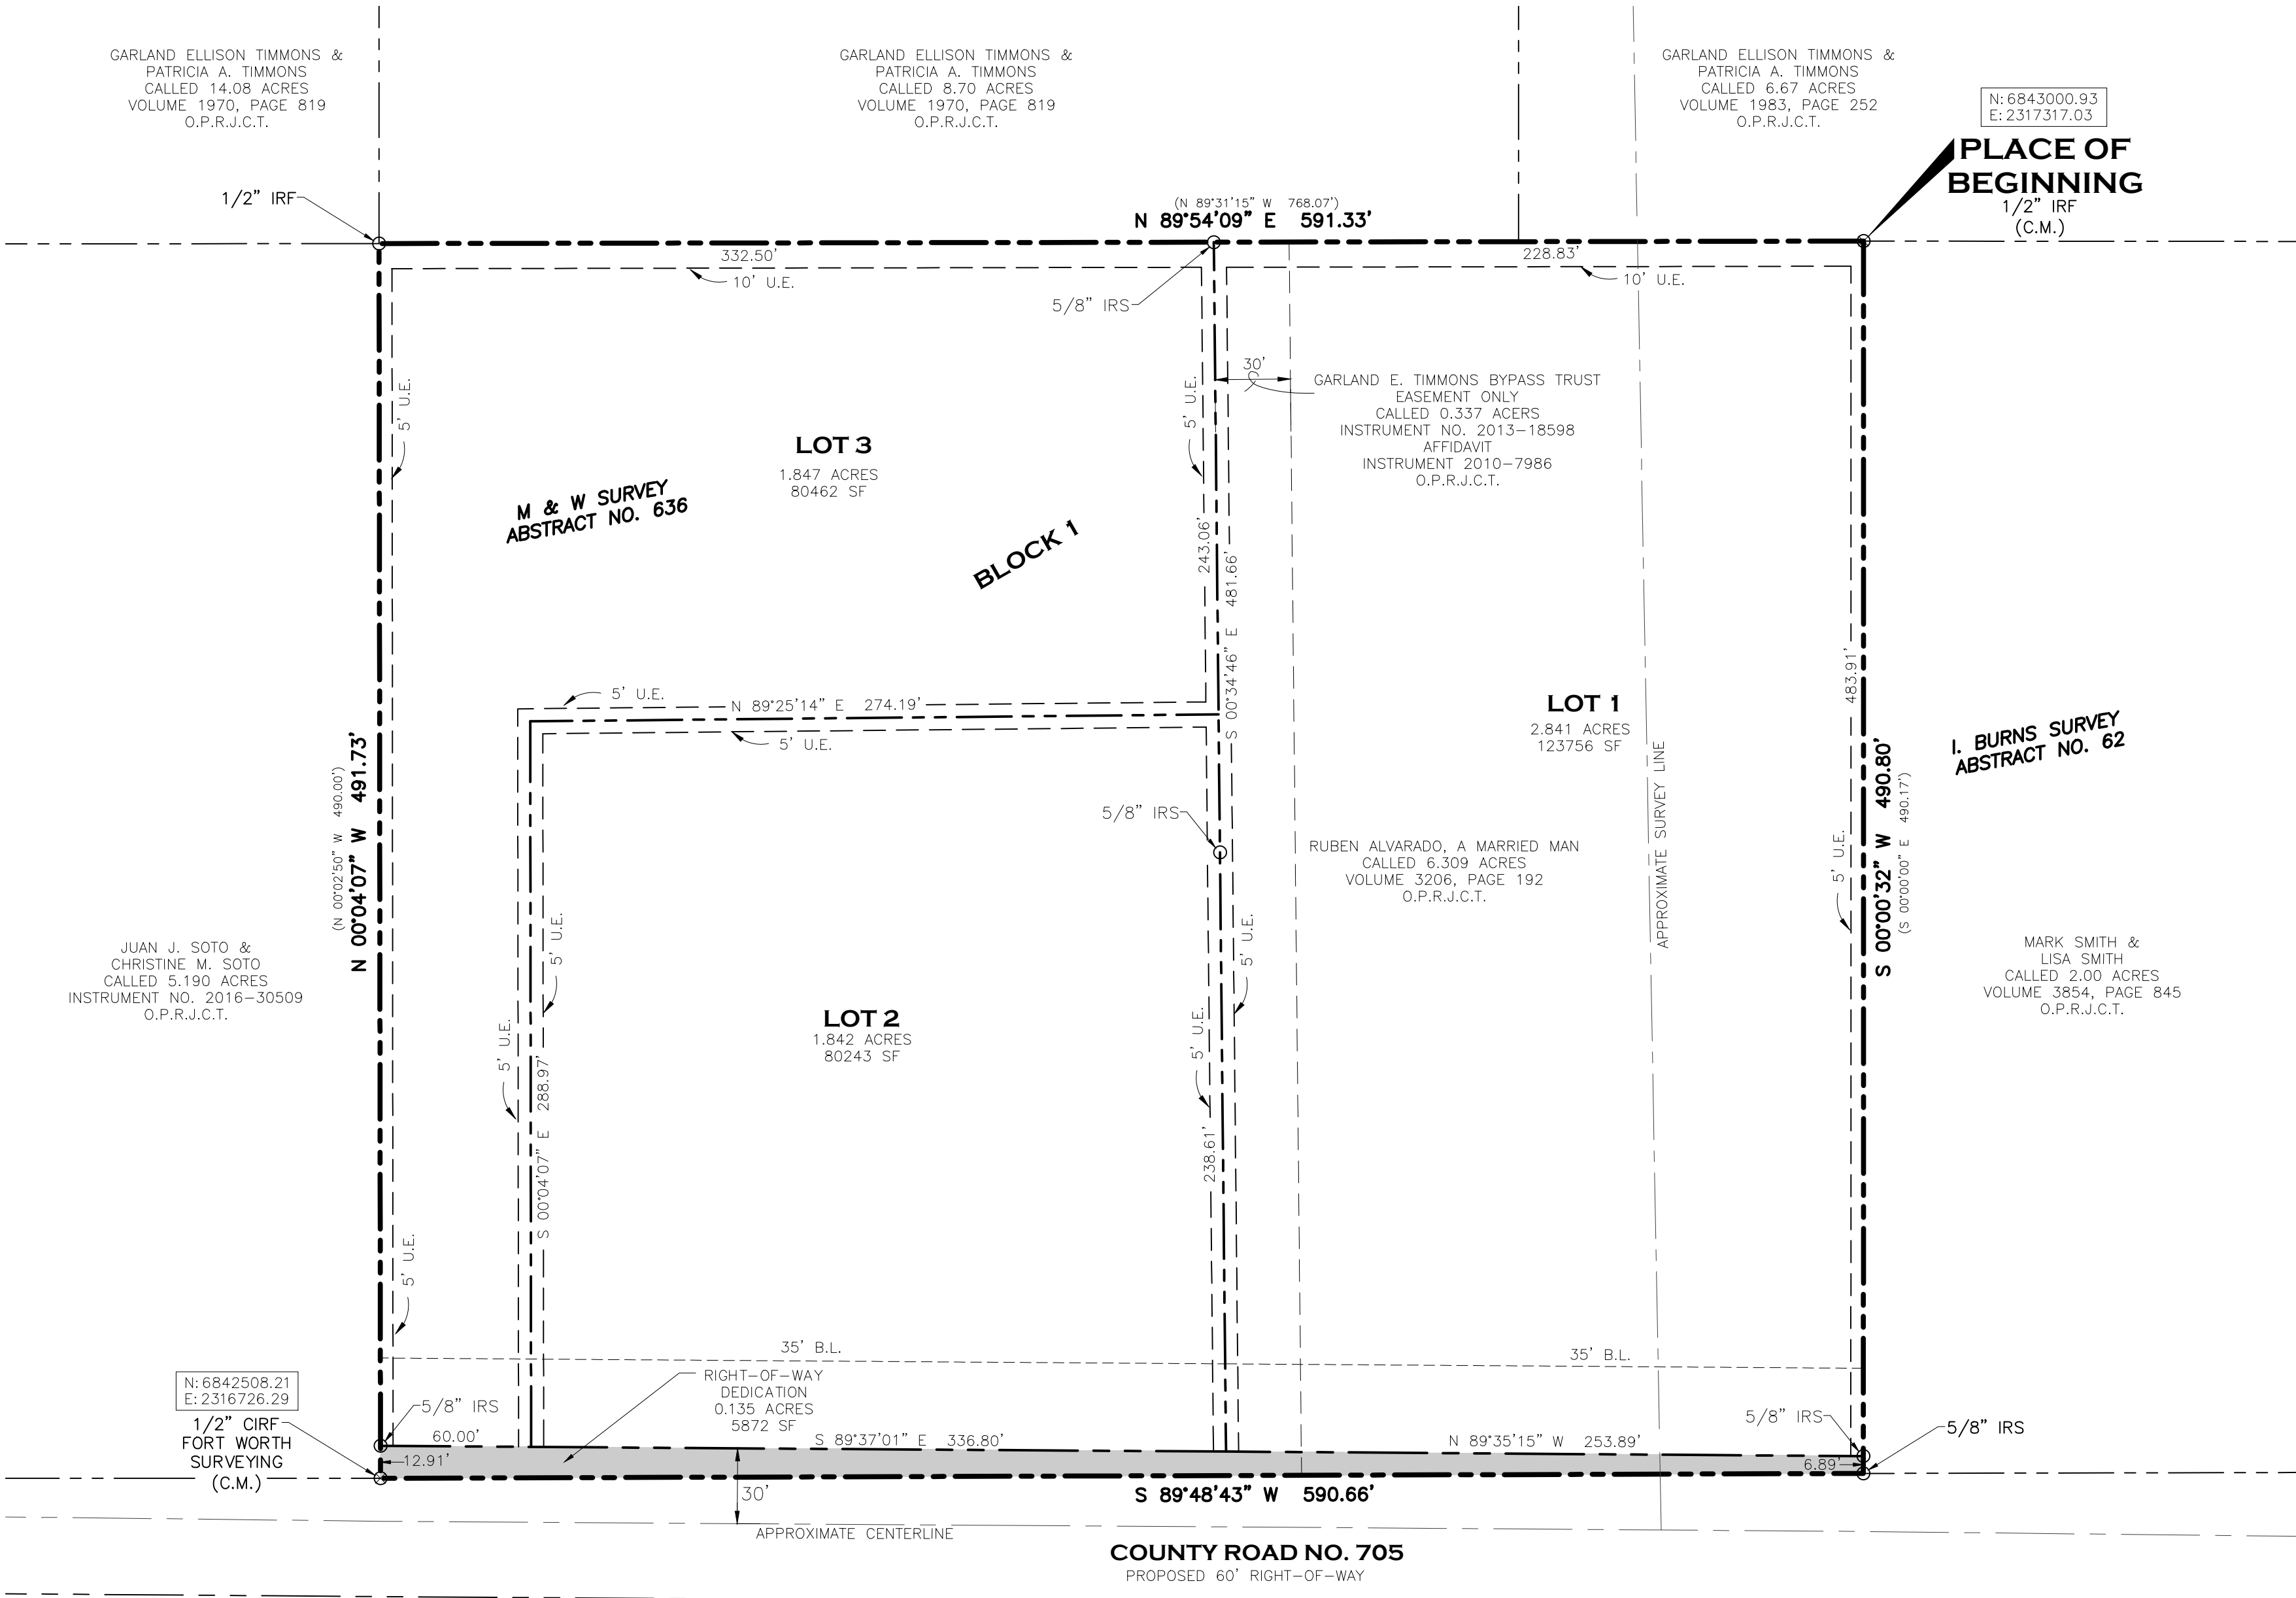 GARLAND ELLISON TIMMONS &
PATRICIA A. TIMMONS
CALLED 14.08 ACRES
VOLUME 1970, PAGE 819
O.P.R.J.C.T.
GARLAND ELLISON TIMMONS &
PATRICIA A. TIMMONS
CALLED 8.70 ACRES
VOLUME 1970, PAGE 819
O.P.R.J.C.T.
GARLAND ELLISON TIMMONS &
PATRICIA A. TIMMONS
CALLED 6.67 ACRES
VOLUME 1983, PAGE 252
O.P.R.J.C.T.
N: 6843000.93
E: 2317317.03
PLACE OF
BEGINNING
1/2" IRF
(C.M.)
1/2" IRF
(N 89°31'15" W 768.07')
N 89°54'09" E 591.33'
332.50'
228.83'
10' U.E.
10' U.E.
5/8" IRS
30'
GARLAND E. TIMMONS BYPASS TRUST
EASEMENT ONLY
CALLED 0.337 ACERS
INSTRUMENT NO. 2013-18598
AFFIDAVIT
INSTRUMENT 2010-7986
O.P.R.J.C.T.
5' U.E.
5' U.E.
LOT 3
1.847 ACRES
80462 SF
M & W SURVEY
ABSTRACT NO. 636
BLOCK 1
243.06'
S 00°34'46" E 481.66'
5' U.E.
N 89°25'14" E 274.19'
5' U.E.
LOT 1
2.841 ACRES
123756 SF
483.91'
I. BURNS SURVEY
ABSTRACT NO. 62
APPROXIMATE SURVEY LINE
(N 00°02'50" W 490.00')
N 00°04'07" W 491.73'
S 00°00'32" W 490.80'
(S 00°00'00" E 490.17')
5/8" IRS
RUBEN ALVARADO, A MARRIED MAN
CALLED 6.309 ACRES
VOLUME 3206, PAGE 192
O.P.R.J.C.T.
5' U.E.
JUAN J. SOTO &
CHRISTINE M. SOTO
CALLED 5.190 ACRES
INSTRUMENT NO. 2016-30509
O.P.R.J.C.T.
5' U.E.
5' U.E.
MARK SMITH &
LISA SMITH
CALLED 2.00 ACRES
VOLUME 3854, PAGE 845
O.P.R.J.C.T.
LOT 2
1.842 ACRES
80243 SF
5' U.E.
5' U.E.
S 00°04'07" E 288.97'
238.61'
5' U.E.
35' B.L.
35' B.L.
N: 6842508.21
E: 2316726.29
1/2" CIRF
FORT WORTH
SURVEYING
(C.M.)
5/8" IRS
RIGHT-OF-WAY
DEDICATION
0.135 ACRES
5872 SF
5/8" IRS
5/8" IRS
60.00'
S 89°37'01" E 336.80'
N 89°35'15" W 253.89'
12.91'
6.89'
30'
S 89°48'43" W 590.66'
APPROXIMATE CENTERLINE
COUNTY ROAD NO. 705
PROPOSED 60' RIGHT-OF-WAY